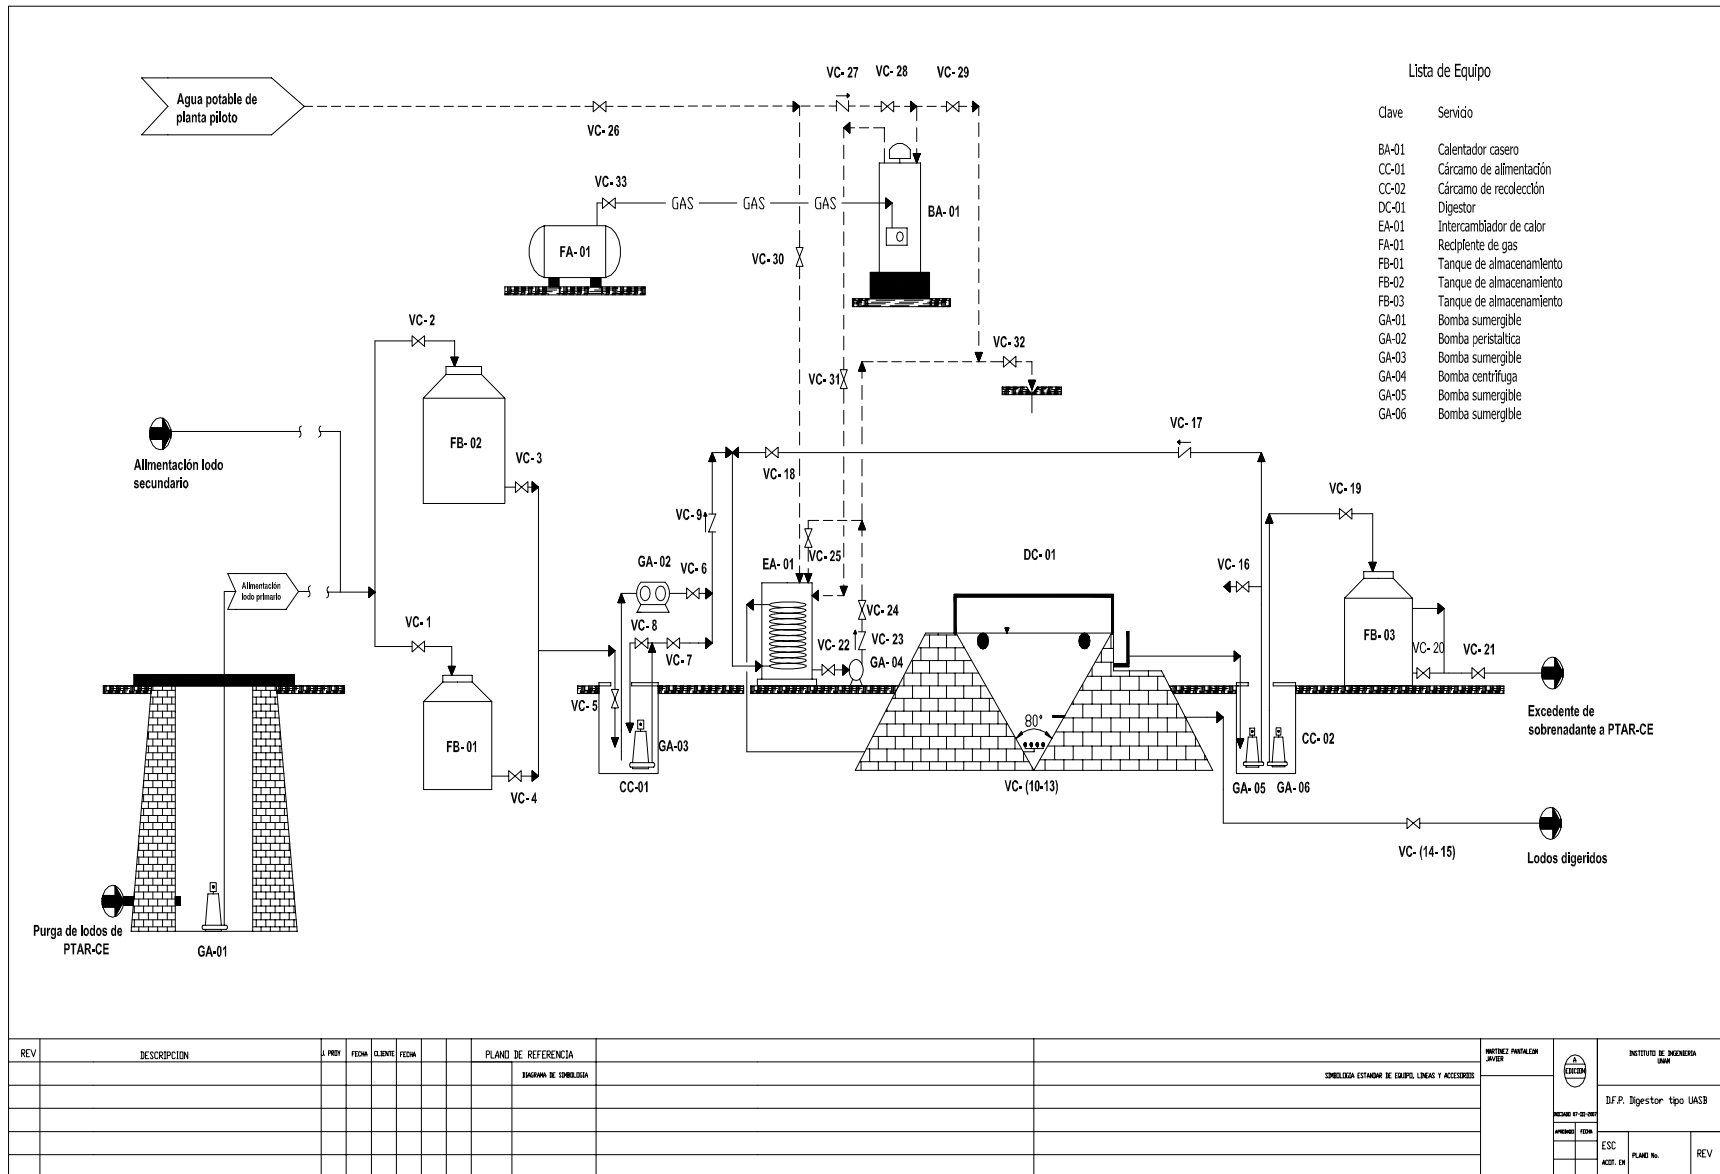 Lista de Equipo
Clave Servicio
BA-01 Calentador casero
CC-01 Cárcamo de alimentación
CC-02 Cárcamo de recolección
DC-01 Digestor
EA-01 Intercambiador de calor
FA-01 Recipiente de gas
FB-01 Tanque de almacenamiento
FB-02 Tanque de almacenamiento
FB-03 Tanque de almacenamiento
GA-01 Bomba sumergible
GA-02 Bomba peristaltica
GA-03 Bomba sumergible
GA-04 Bomba centrifuga
GA-05 Bomba sumergible
GA-06 Bomba sumergible
Agua potable de
planta piloto
VC- 26
VC- 27
VC- 28
VC- 29
VC- 33
GAS
GAS
GAS
BA- 01
FA- 01
VC- 30
VC- 2
VC- 32
VC- 31
FB- 02
VC- 3
Alimentación lodo
secundario
VC- 17
VC- 18
VC- 19
VC- 9
VC- 25
DC- 01
GA- 02
VC- 6
EA- 01
VC- 16
Alimentación
lodo primario
VC- 24
VC- 1
VC- 8
VC- 7
VC- 22
VC- 23
GA- 04
FB- 03
VC- 20
VC- 21
VC- 5
80°
FB- 01
GA-03
CC- 02
Excedente de
sobrenadante a PTAR-CE
VC- 4
CC-01
VC- (10-13)
GA- 05
GA- 06
VC- (14- 15)
Lodos digeridos
Purga de lodos de
PTAR-CE
GA-01
REV
DESCRIPCION
J. PROY
FECHA
CLIENTE
FECHA
PLANO DE REFERENCIA
DIAGRAMA DE SIMBOLOGIA
SIMBOLOGIA ESTANDAR DE EQUIPO, LINEAS Y ACCESORIOS
MARTINEZ PANTALEON
JAVIER
A
EDICION
APROBADO
FECHA
INSTITUTO DE INGENIERIA
UNAM
D.F.P. Digestor tipo UASB
ESC
ACOT. EN
PLANO No.
REV